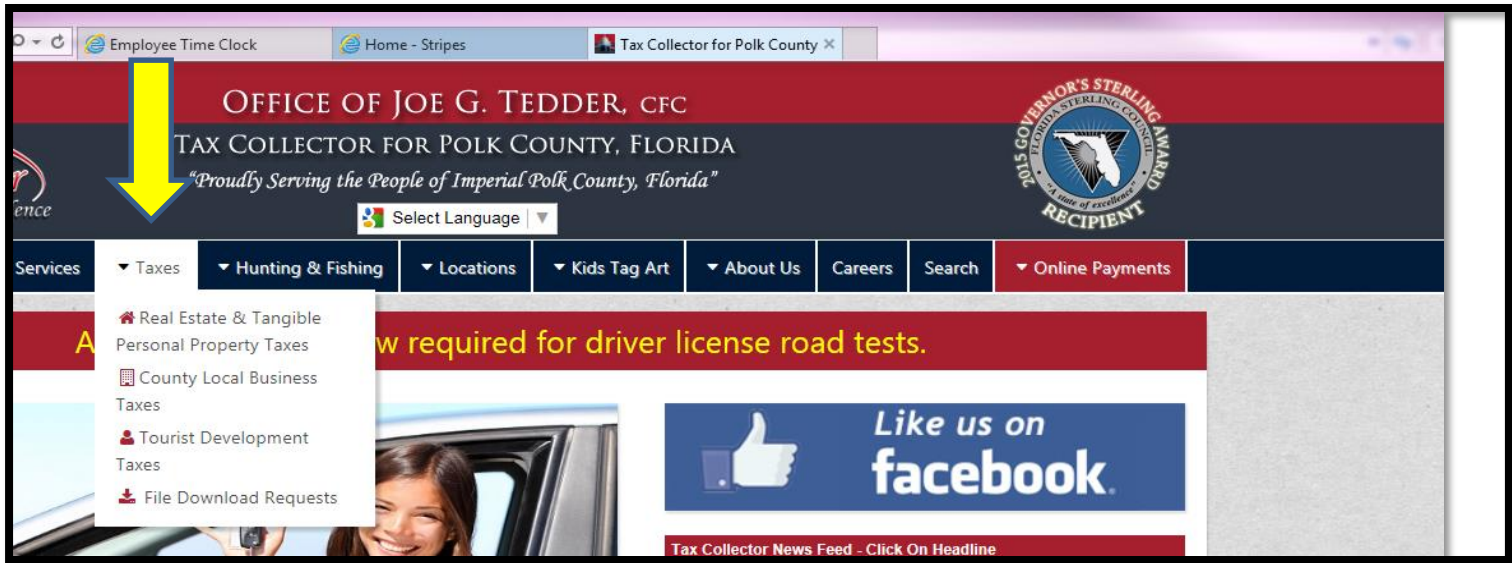 Employee Time Clock
Home - Stripes
Tax Collector for Polk County
OFFICE OF JOE G. TEDDER, CFC
TAX COLLECTOR FOR POLK COUNTY, FLORIDA
“Proudly Serving the People of Imperial Polk County, Florida”
Select Language
2015 GOVERNOR'S STERLING AWARD
FLORIDA STERLING COUNCIL
"A state of excellence"
RECIPIENT
Services
Taxes
Hunting & Fishing
Locations
Kids Tag Art
About Us
Careers
Search
Online Payments
Real Estate & Tangible
Personal Property Taxes
County Local Business
Taxes
Tourist Development
Taxes
File Download Requests
required for driver license road tests.
Like us on
facebook
Tax Collector News Feed - Click On Headline